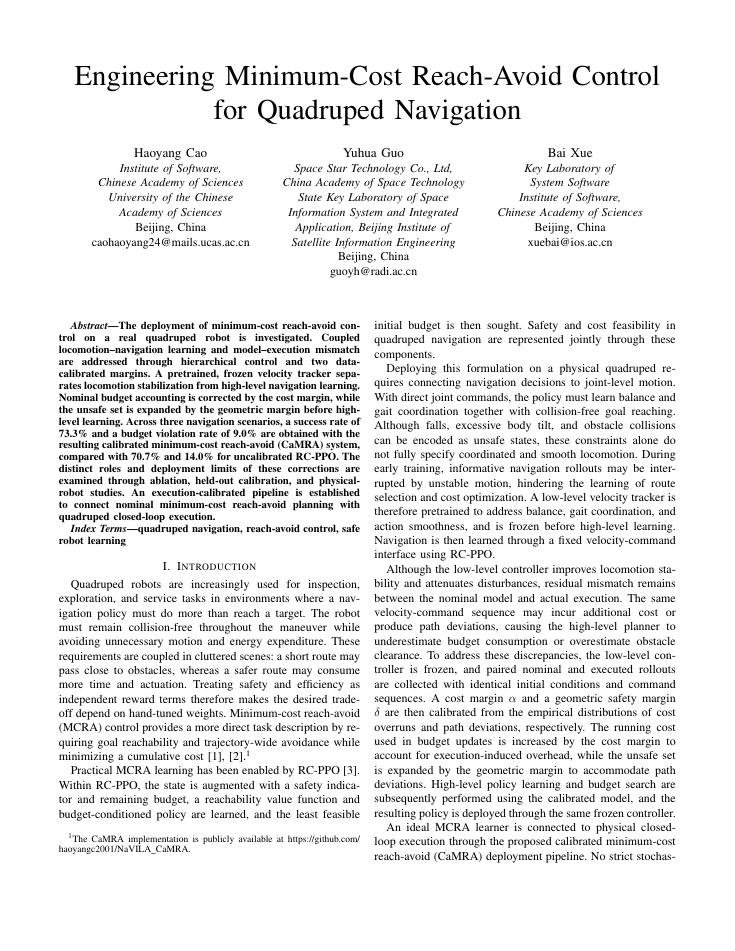 Engineering Minimum-Cost Reach-Avoid Control
for Quadruped Navigation
Haoyang Cao
Institute of Software,
Chinese Academy of Sciences
University of the Chinese
Academy of Sciences
Beijing, China
caohaoyang24@mails.ucas.ac.cn
Yuhua Guo
Space Star Technology Co., Ltd,
China Academy of Space Technology
State Key Laboratory of Space
Information System and Integrated
Application, Beijing Institute of
Satellite Information Engineering
Beijing, China
guoyh@radi.ac.cn
Bai Xue
Key Laboratory of
System Software
Institute of Software,
Chinese Academy of Sciences
Beijing, China
xuebai@ios.ac.cn
Abstract—The deployment of minimum-cost reach-avoid con-
trol on a real quadruped robot is investigated. Coupled
locomotion–navigation learning and model–execution mismatch
are addressed through hierarchical control and two data-
calibrated margins. A pretrained, frozen velocity tracker sepa-
rates locomotion stabilization from high-level navigation learning.
Nominal budget accounting is corrected by the cost margin, while
the unsafe set is expanded by the geometric margin before high-
level learning. Across three navigation scenarios, a success rate of
73.3% and a budget violation rate of 9.0% are obtained with the
resulting calibrated minimum-cost reach-avoid (CaMRA) system,
compared with 70.7% and 14.0% for uncalibrated RC-PPO. The
distinct roles and deployment limits of these corrections are
examined through ablation, held-out calibration, and physical-
robot studies. An execution-calibrated pipeline is established
to connect nominal minimum-cost reach-avoid planning with
quadruped closed-loop execution.
Index Terms—quadruped navigation, reach-avoid control, safe
robot learning
I. INTRODUCTION
Quadruped robots are increasingly used for inspection,
exploration, and service tasks in environments where a nav-
igation policy must do more than reach a target. The robot
must remain collision-free throughout the maneuver while
avoiding unnecessary motion and energy expenditure. These
requirements are coupled in cluttered scenes: a short route may
pass close to obstacles, whereas a safer route may consume
more time and actuation. Treating safety and efficiency as
independent reward terms therefore makes the desired trade-
off depend on hand-tuned weights. Minimum-cost reach-avoid
(MCRA) control provides a more direct task description by re-
quiring goal reachability and trajectory-wide avoidance while
minimizing a cumulative cost [1], [2].1
Practical MCRA learning has been enabled by RC-PPO [3].
Within RC-PPO, the state is augmented with a safety indica-
tor and remaining budget, a reachability value function and
budget-conditioned policy are learned, and the least feasible
1The CaMRA implementation is publicly available at https://github.com/
haoyangc2001/NaVILA_CaMRA.
initial budget is then sought. Safety and cost feasibility in
quadruped navigation are represented jointly through these
components.
Deploying this formulation on a physical quadruped re-
quires connecting navigation decisions to joint-level motion.
With direct joint commands, the policy must learn balance and
gait coordination together with collision-free goal reaching.
Although falls, excessive body tilt, and obstacle collisions
can be encoded as unsafe states, these constraints alone do
not fully specify coordinated and smooth locomotion. During
early training, informative navigation rollouts may be inter-
rupted by unstable motion, hindering the learning of route
selection and cost optimization. A low-level velocity tracker is
therefore pretrained to address balance, gait coordination, and
action smoothness, and is frozen before high-level learning.
Navigation is then learned through a fixed velocity-command
interface using RC-PPO.
Although the low-level controller improves locomotion sta-
bility and attenuates disturbances, residual mismatch remains
between the nominal model and actual execution. The same
velocity-command sequence may incur additional cost or
produce path deviations, causing the high-level planner to
underestimate budget consumption or overestimate obstacle
clearance. To address these discrepancies, the low-level con-
troller is frozen, and paired nominal and executed rollouts
are collected with identical initial conditions and command
sequences. A cost margin α and a geometric safety margin
δ are then calibrated from the empirical distributions of cost
overruns and path deviations, respectively. The running cost
used in budget updates is increased by the cost margin to
account for execution-induced overhead, while the unsafe set
is expanded by the geometric margin to accommodate path
deviations. High-level policy learning and budget search are
subsequently performed using the calibrated model, and the
resulting policy is deployed through the same frozen controller.
An ideal MCRA learner is connected to physical closed-
loop execution through the proposed calibrated minimum-cost
reach-avoid (CaMRA) deployment pipeline. No strict stochas-